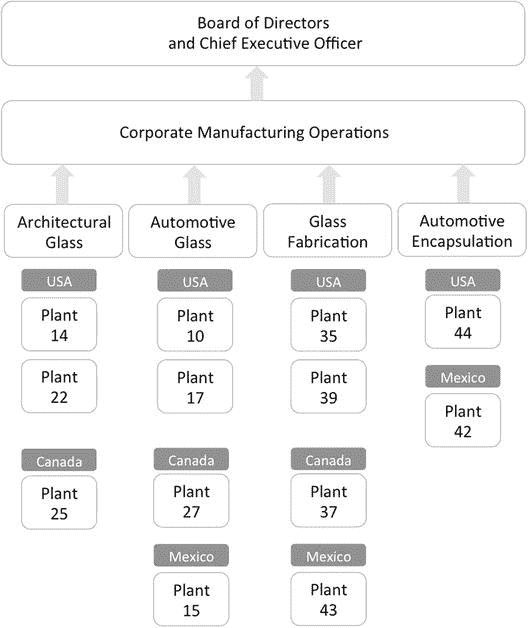 Board of Directors
and Chief Executive Officer
Corporate Manufacturing Operations
Architectural
Glass
USA
Plant
14
Plant
22
Canada
Plant
25
Automotive
Glass
USA
Plant
10
Plant
17
Canada
Plant
27
Mexico
Plant
15
Glass
Fabrication
USA
Plant
35
Plant
39
Canada
Plant
37
Mexico
Plant
43
Automotive
Encapsulation
USA
Plant
44
Mexico
Plant
42